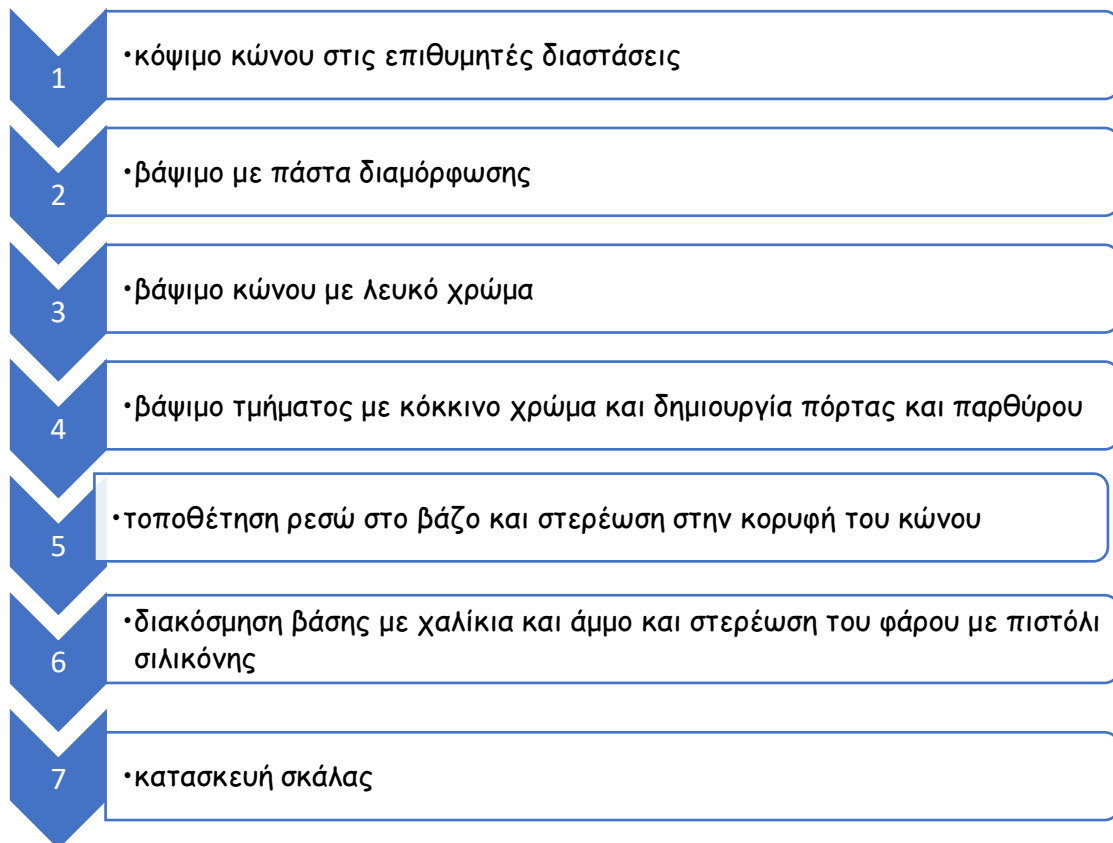 1
•κόψιμο κώνου στις επιθυμητές διαστάσεις
2
•βάψιμο με πάστα διαμόρφωσης
3
•βάψιμο κώνου με λευκό χρώμα
4
•βάψιμο τμήματος με κόκκινο χρώμα και δημιουργία πόρτας και παρθύρου
5
•τοποθέτηση ρεσώ στο βάζο και στερέωση στην κορυφή του κώνου
6
•διακόσμηση βάσης με χαλίκια και άμμο και στερέωση του φάρου με πιστόλι
σιλικόνης
7
•κατασκευή σκάλας